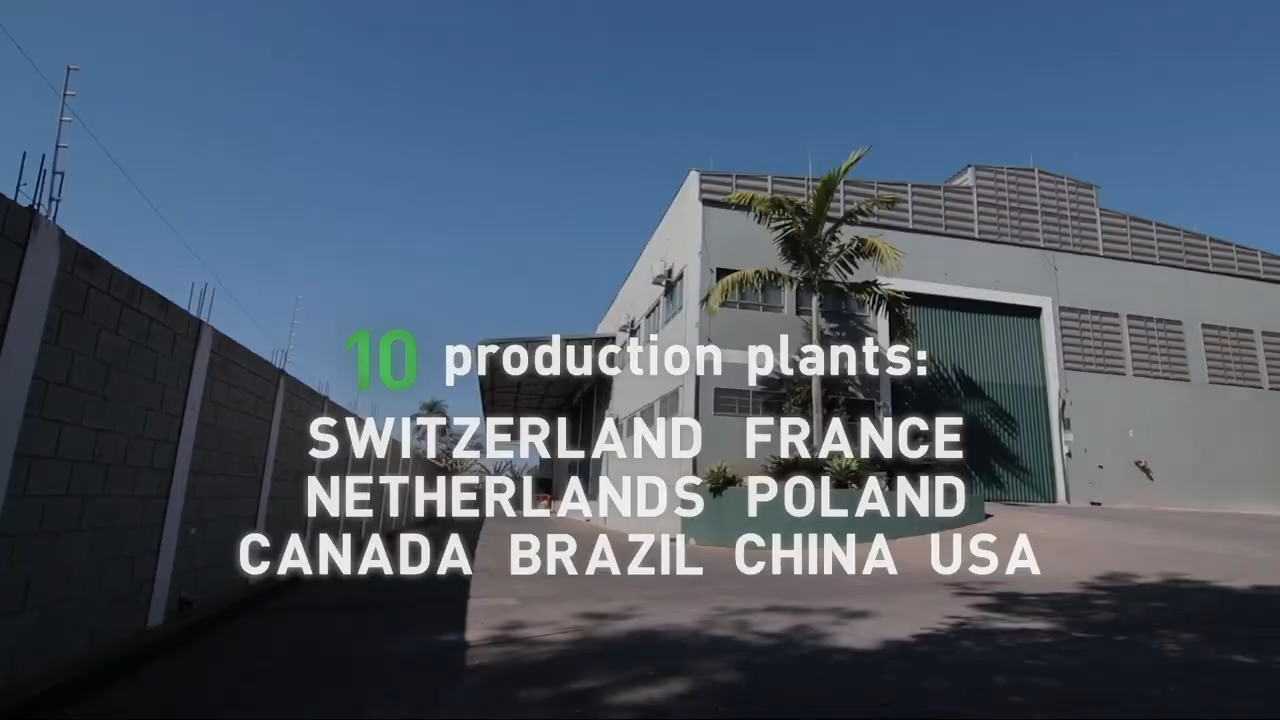 10 production plants:
SWITZERLAND FRANCE
NETHERLANDS POLAND
CANADA BRAZIL CHINA USA